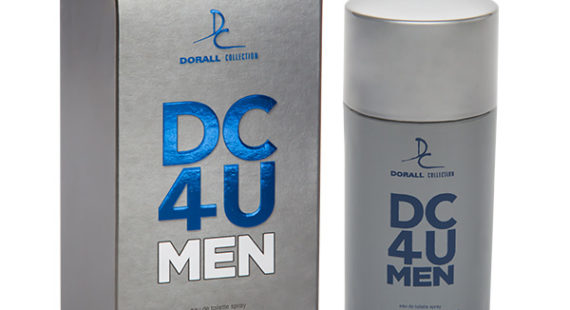 DC
DORALL COLLECTION
DC
4U
MEN
eau de toilette spray
DC
DORALL COLLECTION
DC
4U
MEN
eau de toilette spray